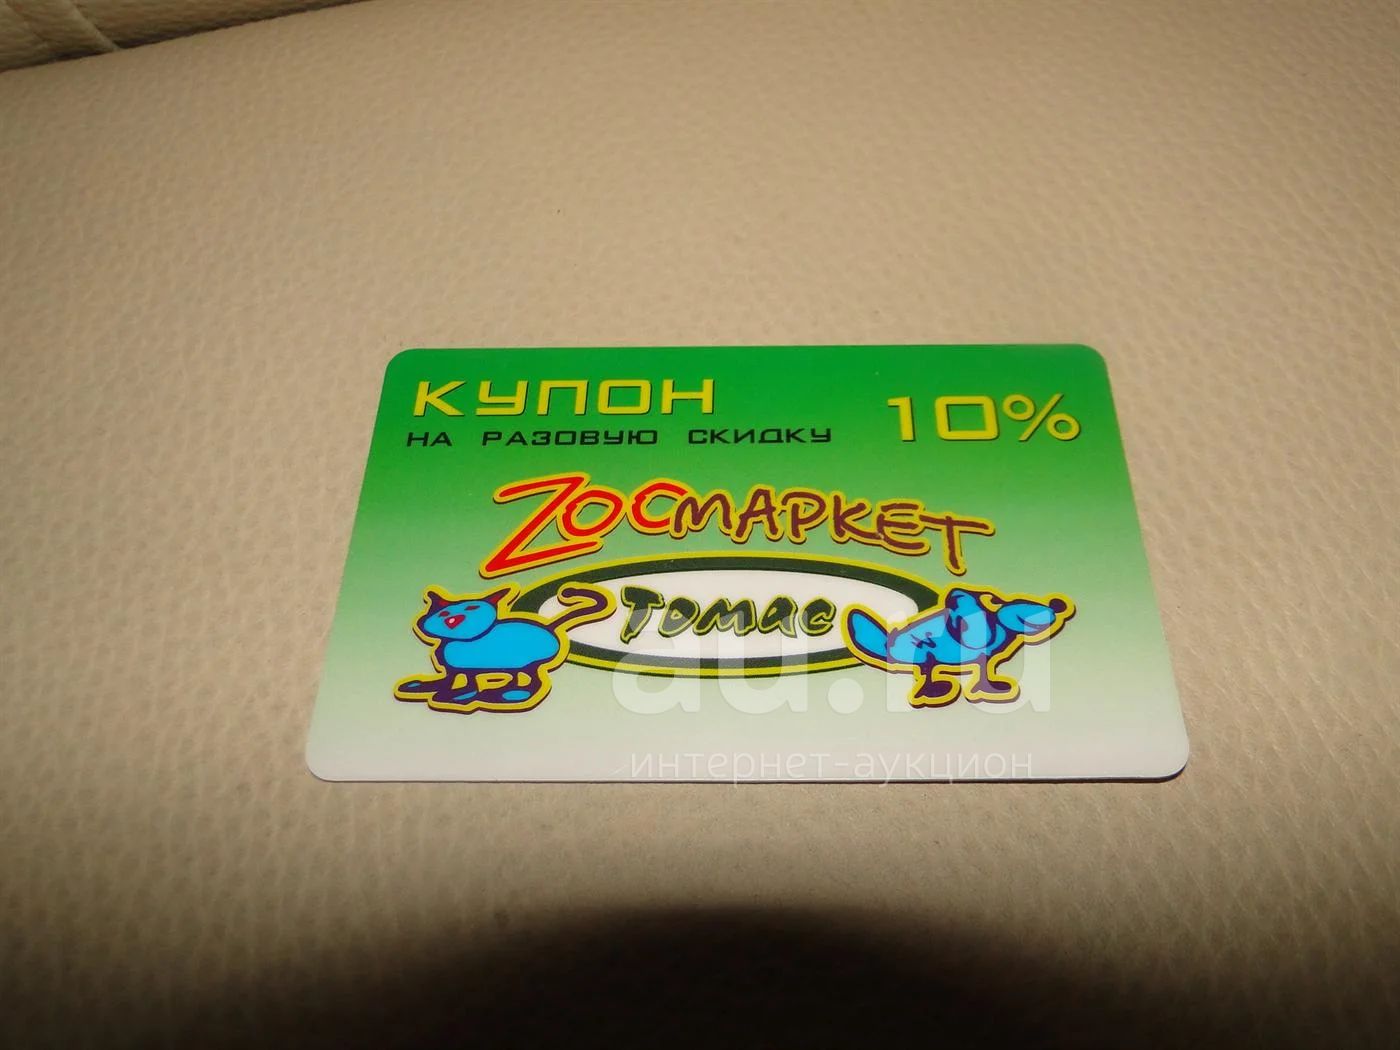 КУПОН
НА РАЗОВУЮ СКИДКУ
10%
ZOOМАРКЕТ
Томас
au.ru
интернет-аукцион